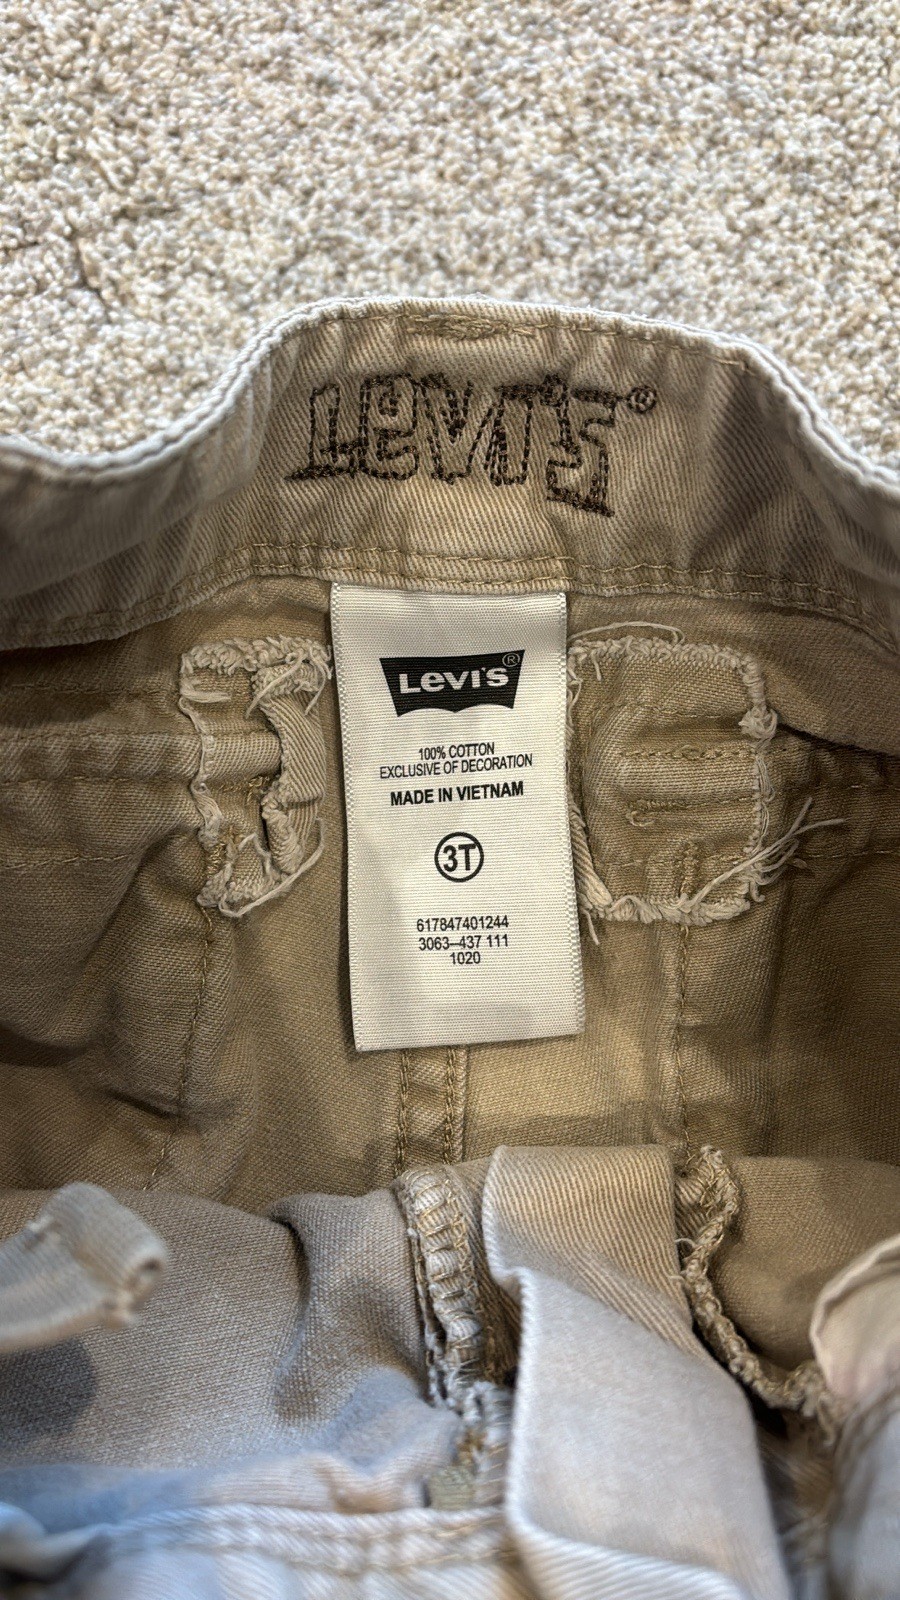 LEVI'S®
LEVI'S®
100% COTTON
EXCLUSIVE OF DECORATION
MADE IN VIETNAM
3T
617847401244
3063-437 111
1020